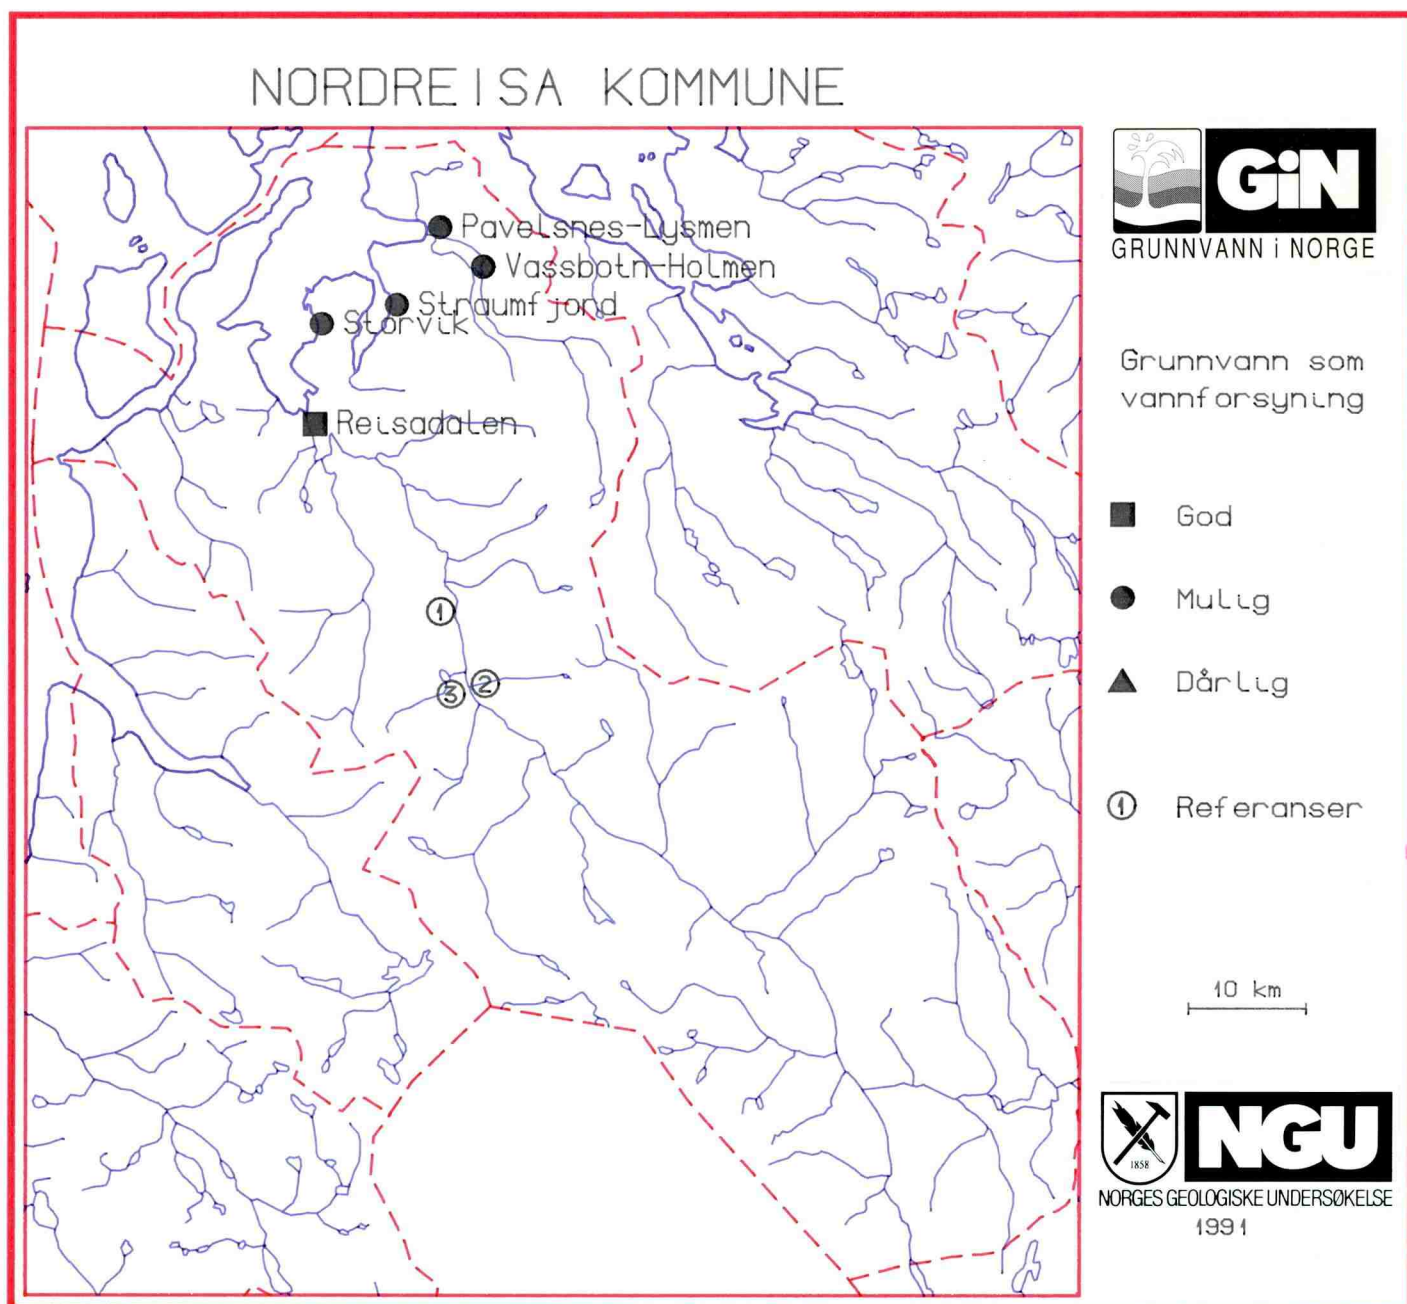 NORDREISA KOMMUNE
Pavelsnes-Lysmen
Vassbotn-Holmen
Straumfjord
Storvik
Reisadalen
1
2
3
GiN
GRUNNVANN i NORGE
Grunnvann som
vannforsyning
God
Mulig
Dårlig
1 Referanser
10 km
1858
NGU
NORGES GEOLOGISKE UNDERSØKELSE
1991